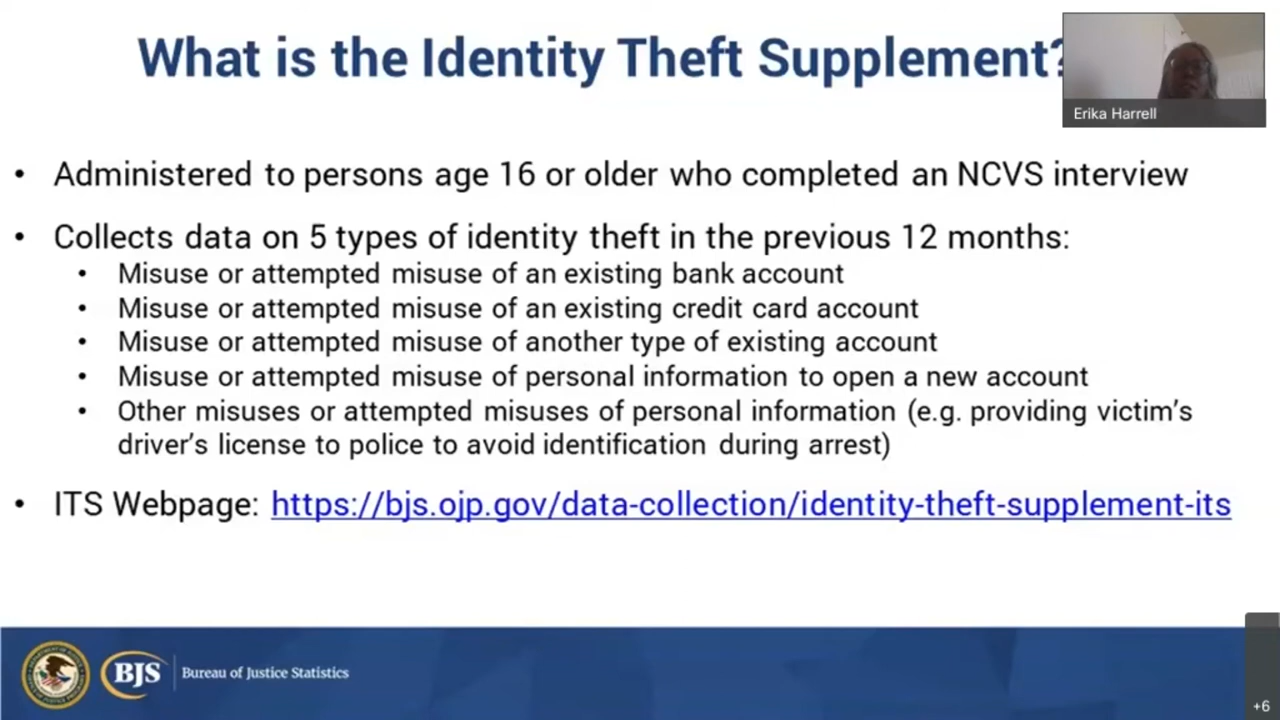 What is the Identity Theft Supplement?
Erika Harrell
• Administered to persons age 16 or older who completed an NCVS interview
• Collects data on 5 types of identity theft in the previous 12 months:
• Misuse or attempted misuse of an existing bank account
• Misuse or attempted misuse of an existing credit card account
• Misuse or attempted misuse of another type of existing account
• Misuse or attempted misuse of personal information to open a new account
• Other misuses or attempted misuses of personal information (e.g. providing victim's
driver's license to police to avoid identification during arrest)
• ITS Webpage: https://bjs.ojp.gov/data-collection/identity-theft-supplement-its
BJS Bureau of Justice Statistics
+6